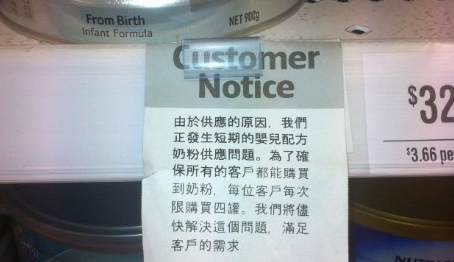 From Birth
Infant Formula
NET 900g
Customer
Notice
由於供應的原因，我們
正發生短期的嬰兒配方
奶粉供應問題。為了確
保所有的客戶都能購買
到奶粉，每位客戶每次
限購買四罐。我們將儘
快解決這個問題，滿足
客戶的需求
$32
$3.66 pe